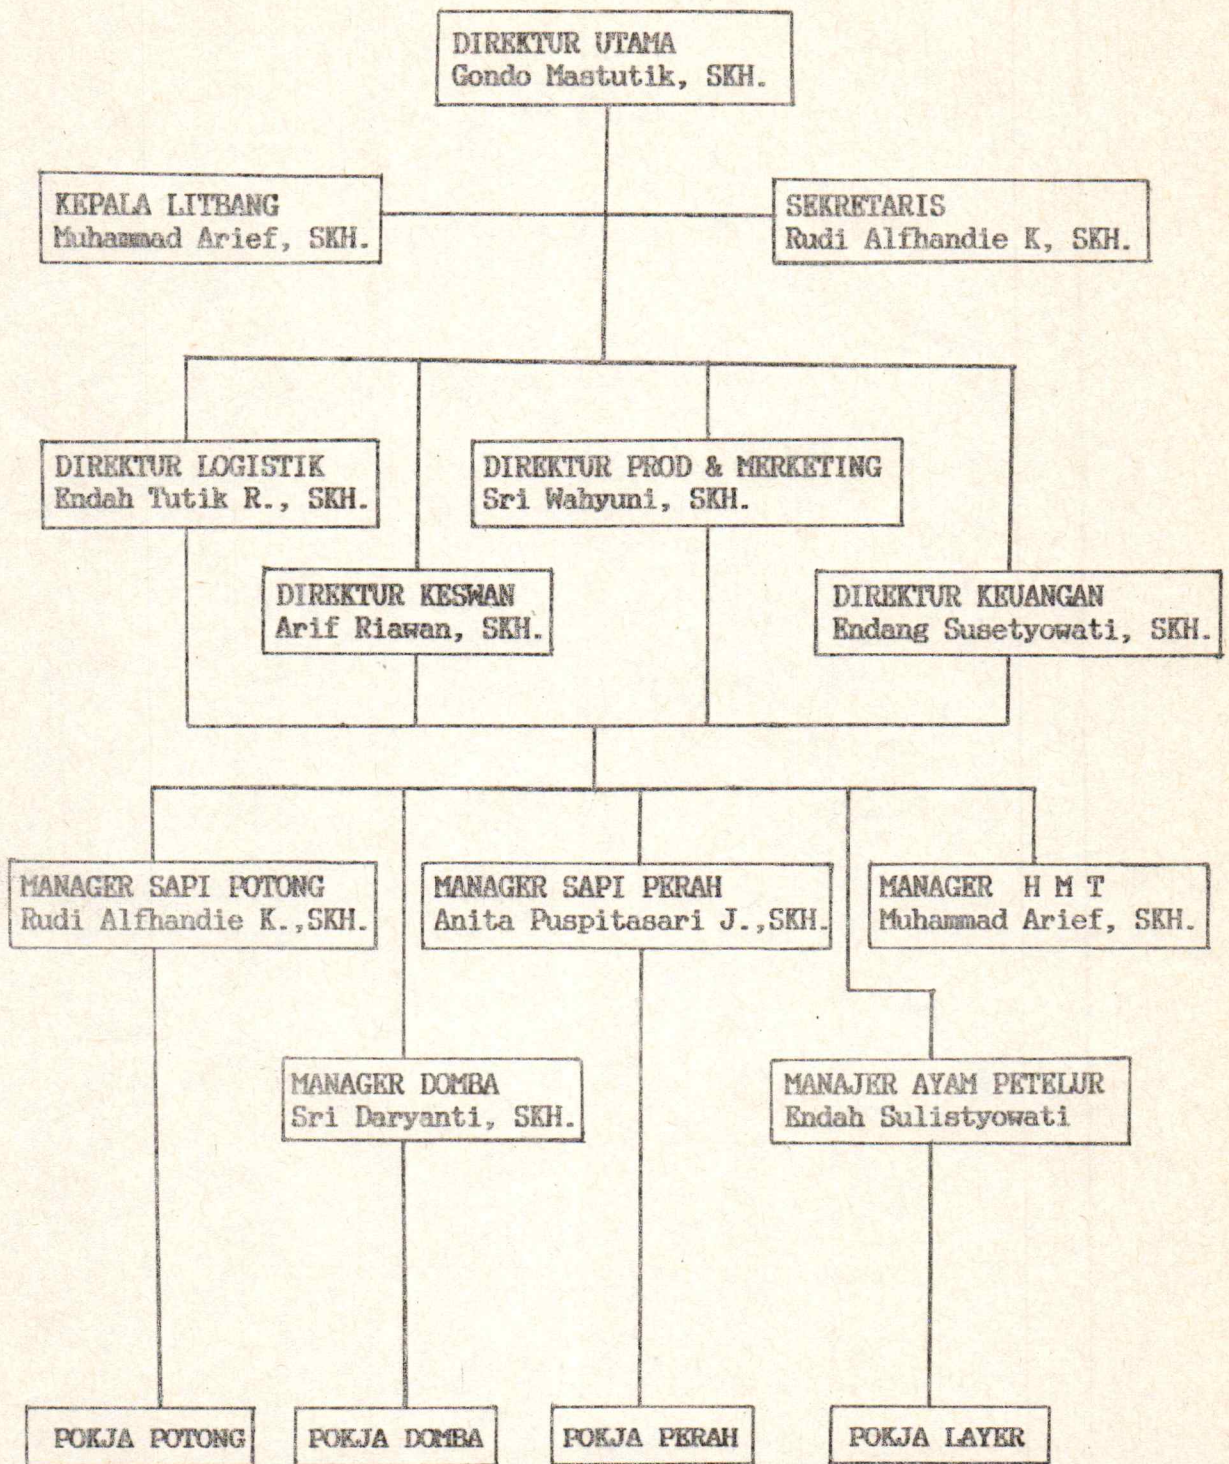 DIREKTUR UTAMA
Gondo Mastutik, SKH.
KEPALA LITBANG
Muhammad Arief, SKH.
SEKRETARIS
Rudi Alfhandie K, SKH.
DIREKTUR LOGISTIK
Endah Tutik R., SKH.
DIREKTUR PROD & MERKETING
Sri Wahyuni, SKH.
DIREKTUR KESWAN
Arif Riawan, SKH.
DIREKTUR KEUANGAN
Endang Susetyowati, SKH.
MANAGER SAPI POTONG
Rudi Alfhandie K.,SKH.
MANAGER SAPI PERAH
Anita Puspitasari J.,SKH.
MANAGER H M T
Muhammad Arief, SKH.
MANAGER DOMBA
Sri Daryanti, SKH.
MANAJER AYAM PETELUR
Endah Sulistyowati
POKJA POTONG
POKJA DOMBA
POKJA PERAH
POKJA LAYER